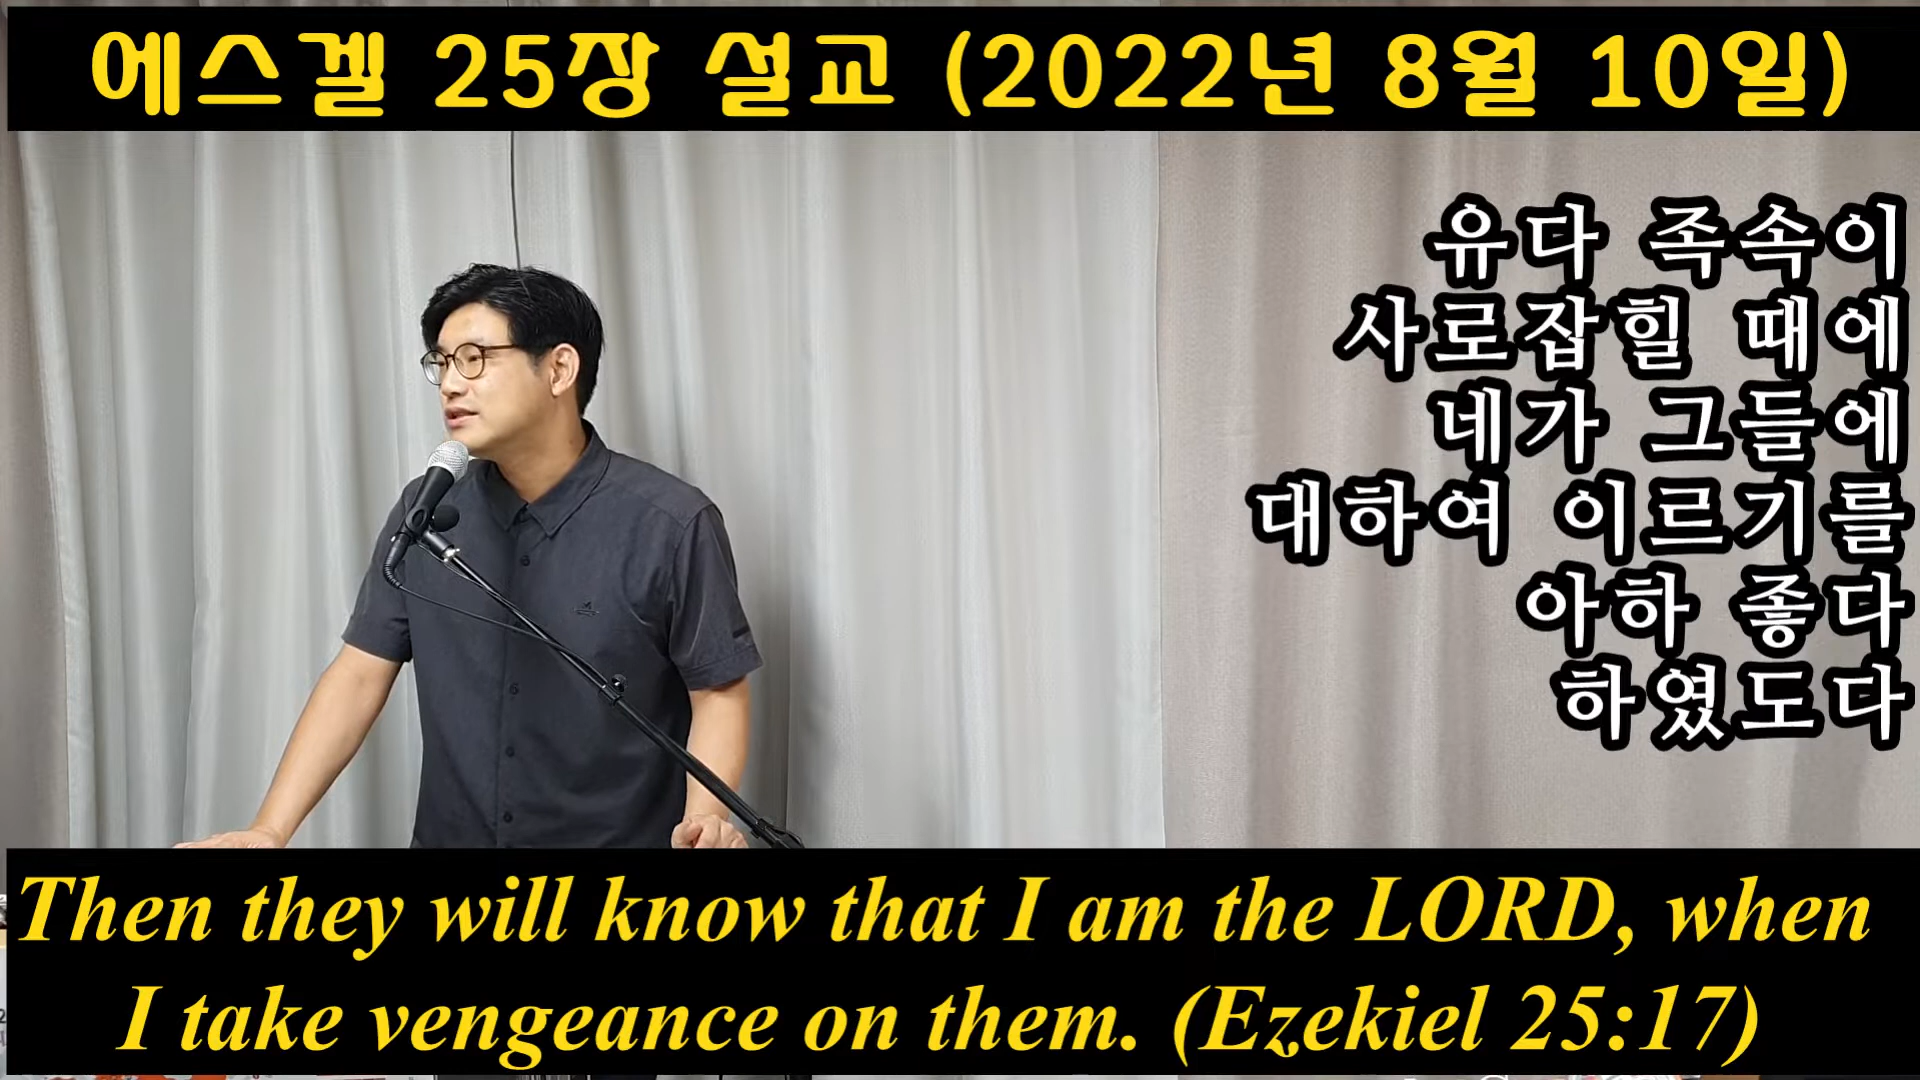 에스겔 25장 설교 (2022년 8월 10일)
유다 족속이
사로잡힐 때에
네가 그들에
대하여 이르기를
아하 좋다
하였도다
Then they will know that I am the LORD, when
I take vengeance on them. (Ezekiel 25:17)